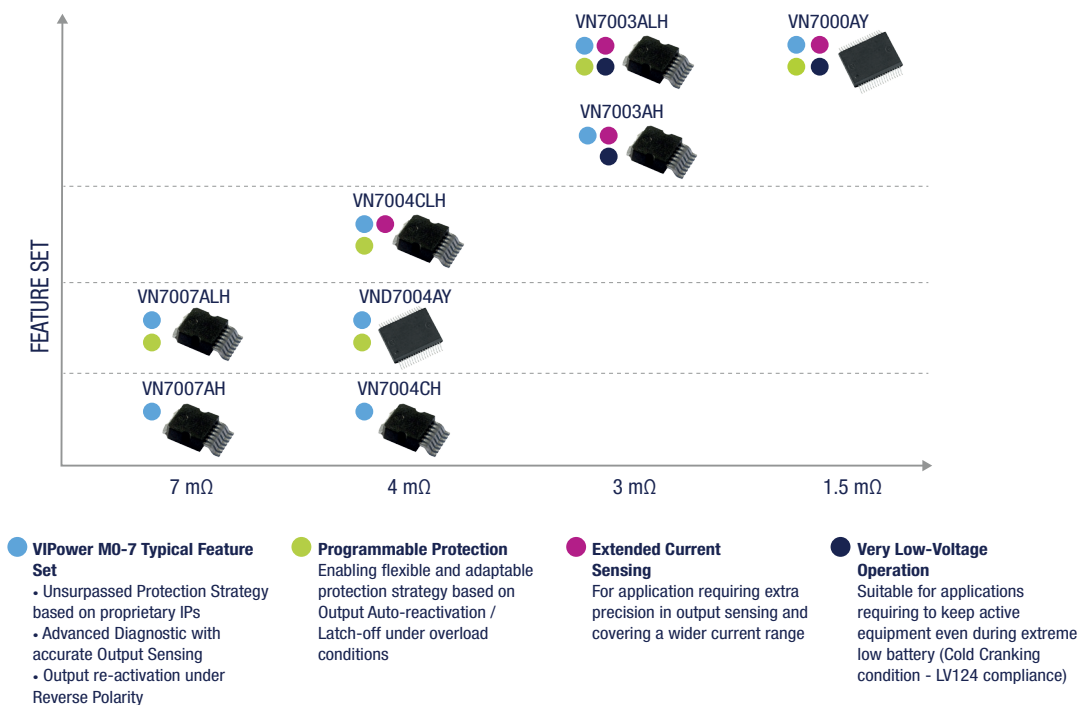 VN7003ALH
VN7000AY
VN7003AH
VN7004CLH
FEATURE SET
VN7007ALH
VND7004AY
VN7007AH
VN7004CH
7 mΩ
4 mΩ
3 mΩ
1.5 mΩ
VIPower M0-7 Typical Feature
Set
• Unsurpassed Protection Strategy
based on proprietary IPs
• Advanced Diagnostic with
accurate Output Sensing
• Output re-activation under
Reverse Polarity
Programmable Protection
Enabling flexible and adaptable
protection strategy based on
Output Auto-reactivation /
Latch-off under overload
conditions
Extended Current
Sensing
For application requiring extra
precision in output sensing and
covering a wider current range
Very Low-Voltage
Operation
Suitable for applications
requiring to keep active
equipment even during extreme
low battery (Cold Cranking
condition - LV124 compliance)